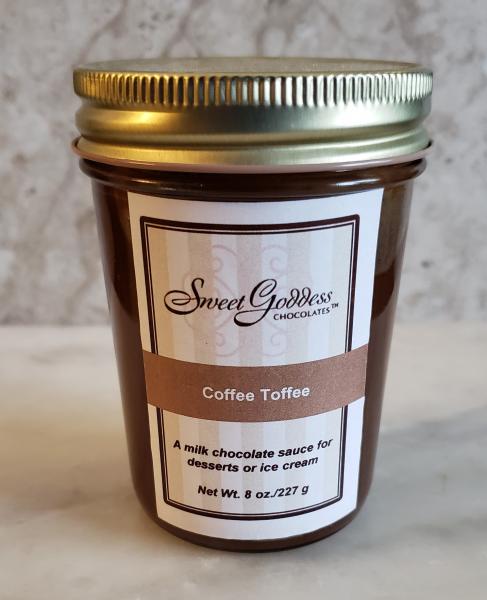 Sweet Goddess
CHOCOLATES™
Coffee Toffee
A milk chocolate sauce for
desserts or ice cream
Net Wt. 8 oz./227 g